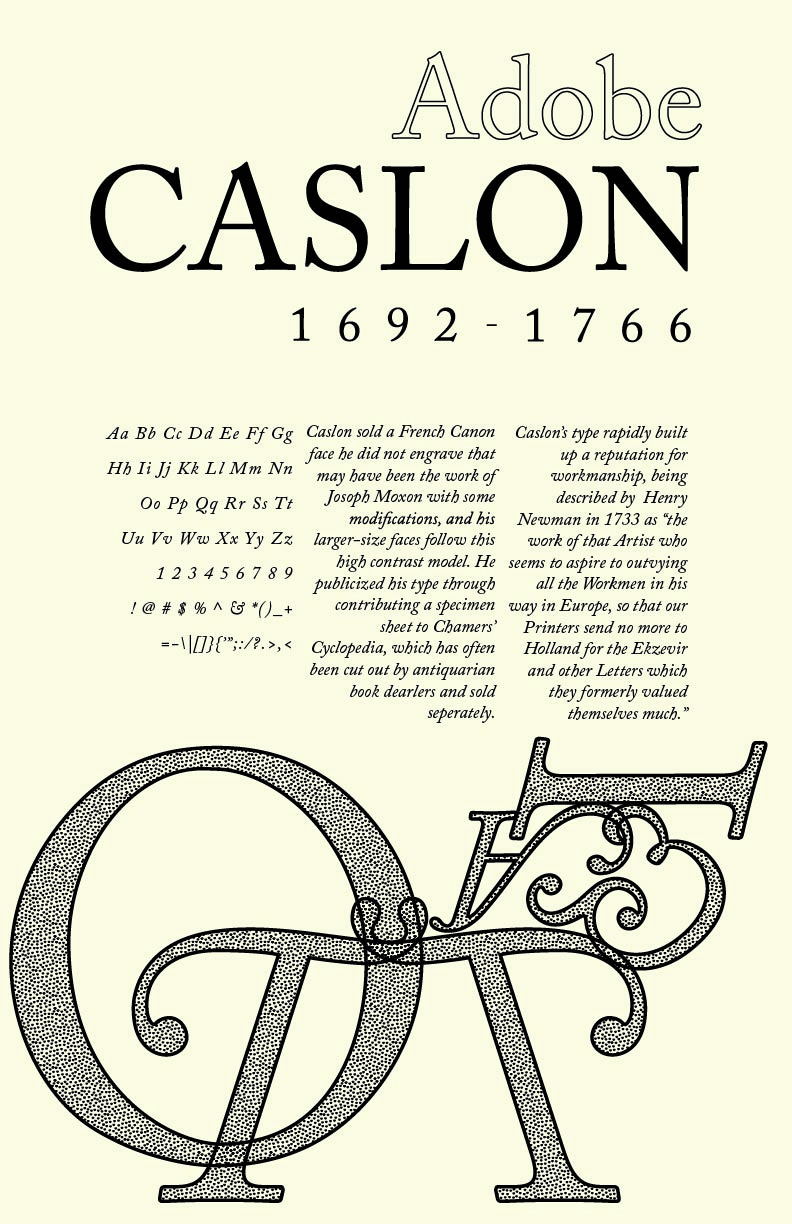 Adobe
CASLON
1692-1766
Aa Bb Cc Dd Ee Ff Gg
Hh Ii Jj Kk Ll Mm Nn
Oo Pp Qq Rr Ss Tt
Uu Vv Ww Xx Yy Zz
1 2 3 4 5 6 7 8 9
! @ # $ % ^ & *()_+
=-\|[]}{'";:/?.>,<
Caslon sold a French Canon
face he did not engrave that
may have been the work of
Josoph Moxon with some
modifications, and his
larger-size faces follow this
high contrast model. He
publicized his type through
contributing a specimen
sheet to Chamers'
Cyclopedia, which has often
been cut out by antiquarian
book dearlers and sold
seperately.
Caslon's type rapidly built
up a reputation for
workmanship, being
described by Henry
Newman in 1733 as "the
work of that Artist who
seems to aspire to outvying
all the Workmen in his
way in Europe, so that our
Printers send no more to
Holland for the Ekzevir
and other Letters which
they formerly valued
themselves much."